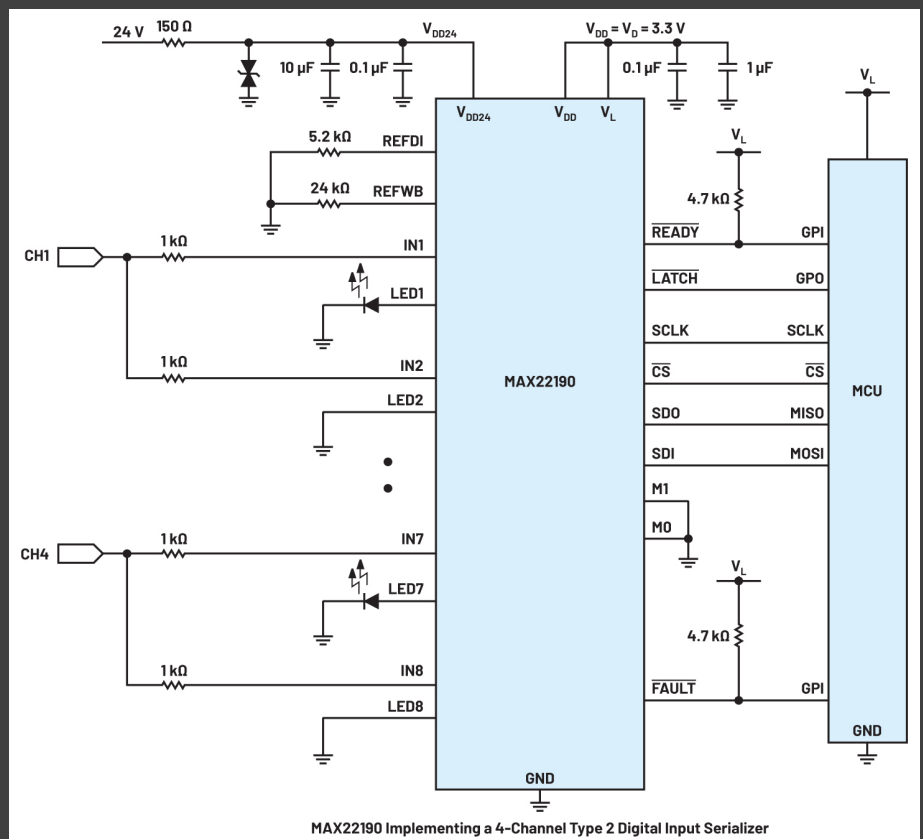 24 V 150 Ω
V_DD24
V_DD = V_D = 3.3 V
10 µF 0.1 µF
0.1 µF 1 µF
V_L
V_DD24 V_DD V_L
5.2 kΩ REFDI
V_L
24 kΩ REFWB
4.7 kΩ
1 kΩ IN1
READY GPI
CH1
LED1
LATCH GPO
SCLK SCLK
1 kΩ IN2
CS CS
MAX22190
MCU
LED2
SDO MISO
SDI MOSI
M1
M0
1 kΩ IN7
CH4
V_L
LED7
4.7 kΩ
1 kΩ IN8
FAULT GPI
LED8
GND
GND
MAX22190 Implementing a 4-Channel Type 2 Digital Input Serializer